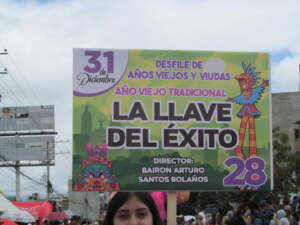 31
de
Diciembre
DESFILE DE
AÑOS VIEJOS Y VIUDAS
AÑO VIEJO TRADICIONAL
LA LLAVE
DEL ÉXITO
DIRECTOR:
BAIRON ARTURO
SANTOS BOLAÑOS
28